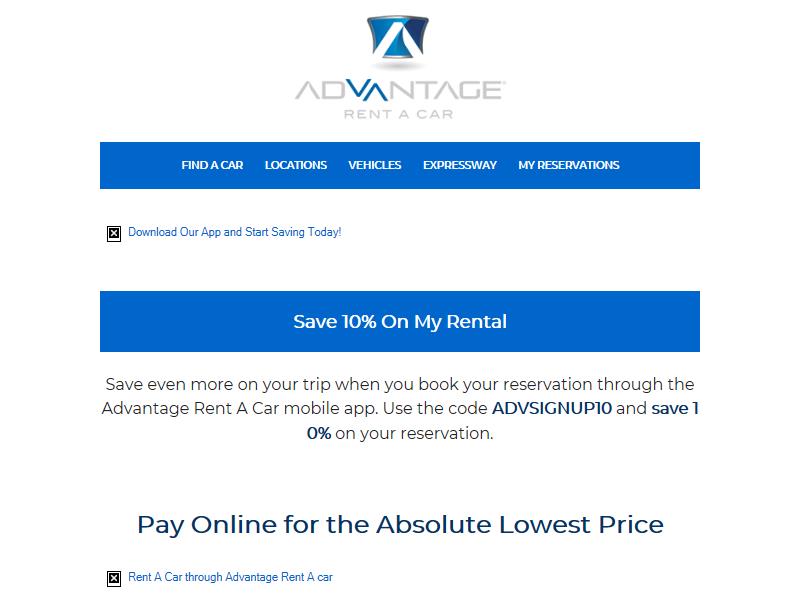 ADVANTAGE
RENT A CAR
FIND A CAR LOCATIONS VEHICLES EXPRESSWAY MY RESERVATIONS
Download Our App and Start Saving Today!
Save 10% On My Rental
Save even more on your trip when you book your reservation through the
Advantage Rent A Car mobile app. Use the code ADVSIGNUP10 and save 1
0% on your reservation.
Pay Online for the Absolute Lowest Price
Rent A Car through Advantage Rent A car